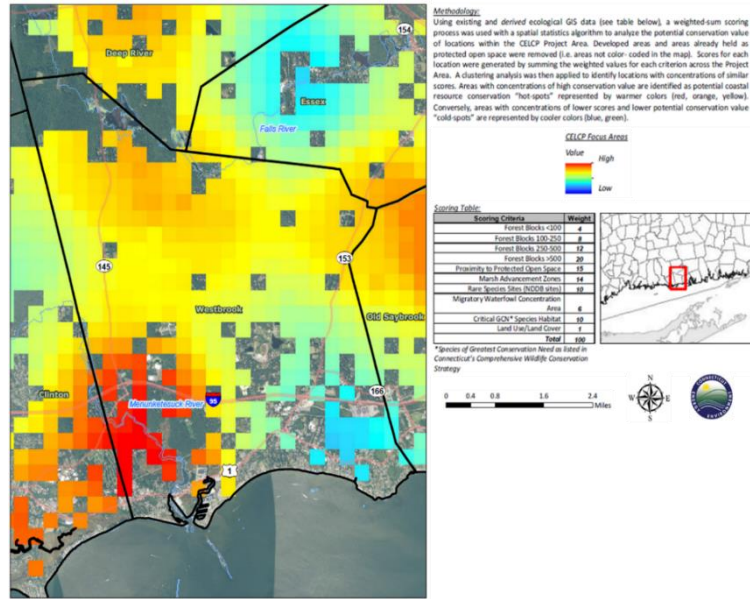 Methodology:
Using existing and derived ecological GIS data (see table below), a weighted-sum scoring
process was used with a spatial statistics algorithm to analyze the potential conservation value
of locations within the CELCP Project Area. Developed areas and areas already held as
protected open space were removed (i.e. areas not color- coded in the map). Scores for each
location were generated by summing the weighted values for each criterion across the Project
Area. A clustering analysis was then applied to identify locations with concentrations of similar
scores. Areas with concentrations of high conservation value are identified as potential coastal
resource conservation "hot-spots" represented by warmer colors (red, orange, yellow).
Conversely, areas with concentrations of lower scores and lower potential conservation value
"cold-spots" are represented by cooler colors (blue, green).
CELCP Focus Areas
Value
High
Low
Scoring Table:
Scoring Criteria Weight
Forest Blocks <100 4
Forest Blocks 100-250 8
Forest Blocks 250-500 12
Forest Blocks >500 20
Proximity to Protected Open Space 15
Marsh Advancement Zones 14
Rare Species Sites (NDDB sites) 10
Migratory Waterfowl Concentration
Area 6
Critical GCN* Species Habitat 10
Land Use/Land Cover 1
Total 100
*Species of Greatest Conservation Need as listed in
Connecticut's Comprehensive Wildlife Conservation
Strategy
0 0.4 0.8 1.6 2.4
Miles
N
W E
S
154
Deep River
Essex
Falls River
145
153
Westbrook
Old Saybrook
Clinton
166
95
Menunketesuck River
1